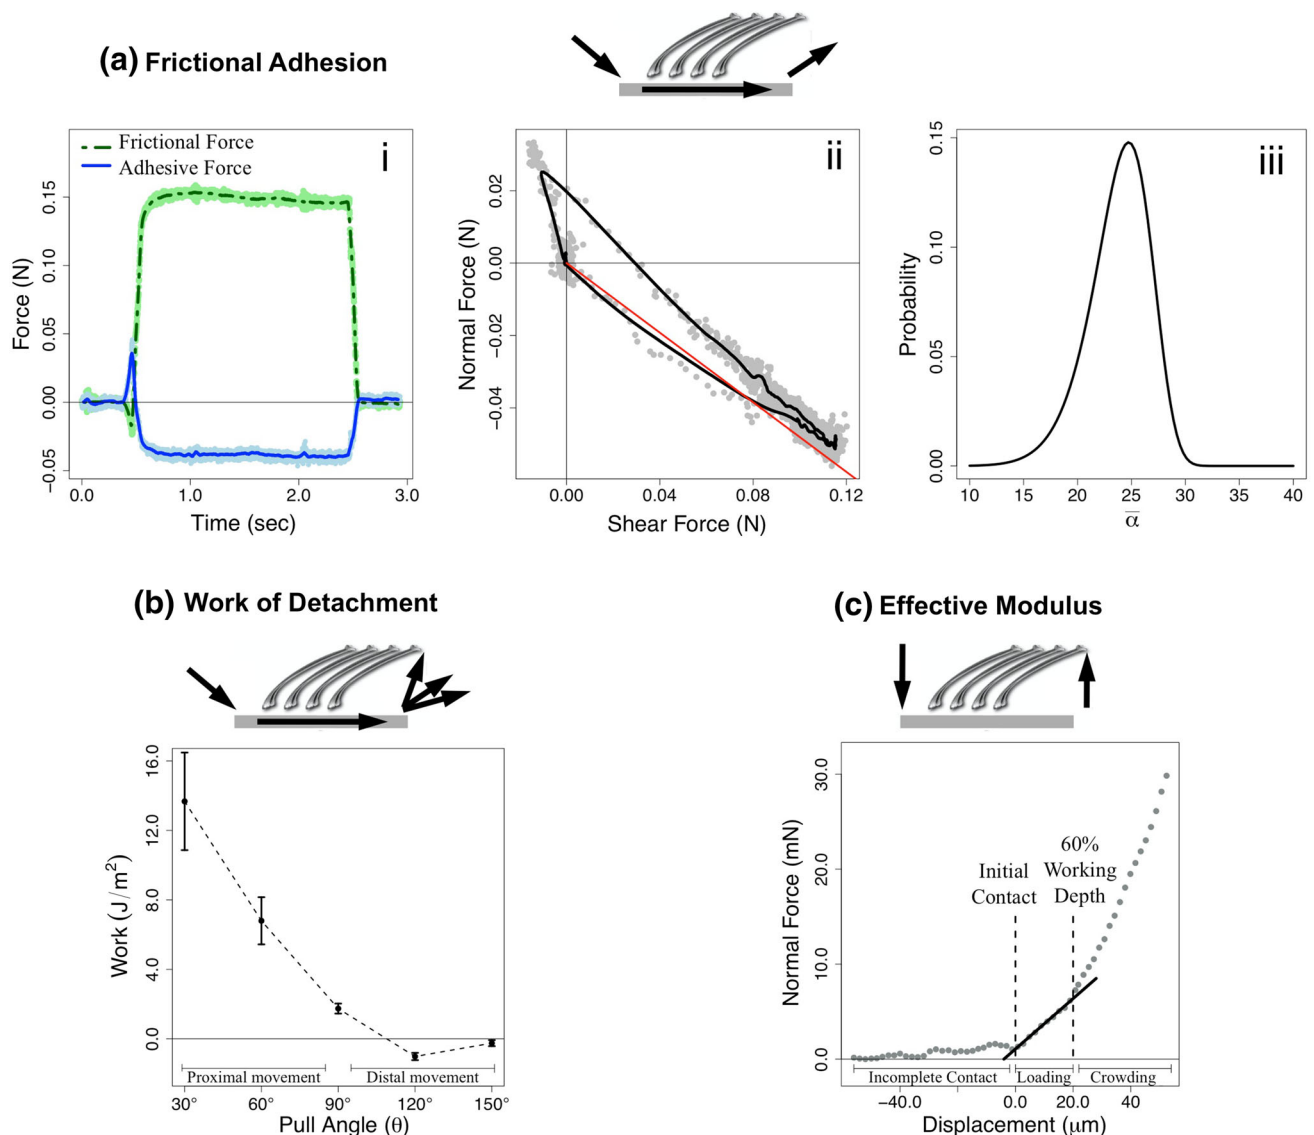 (a) Frictional Adhesion
Frictional Force
Adhesive Force
i
Force (N)
0.15
0.10
0.05
0.00
−0.05
0.0 1.0 2.0 3.0
Time (sec)
ii
Normal Force (N)
0.02
0.00
−0.02
−0.04
0.00 0.04 0.08 0.12
Shear Force (N)
iii
Probability
0.15
0.10
0.05
0.00
10 15 20 25 30 35 40
α̅
(b) Work of Detachment
Work (J/m²)
16.0
12.0
8.0
4.0
0.0
Proximal movement
Distal movement
30° 60° 90° 120° 150°
Pull Angle (θ)
(c) Effective Modulus
Normal Force (mN)
30.0
20.0
10.0
0.0
Initial
Contact
60%
Working
Depth
Incomplete Contact
Loading
Crowding
−40.0 0.0 40
Displacement (μm)